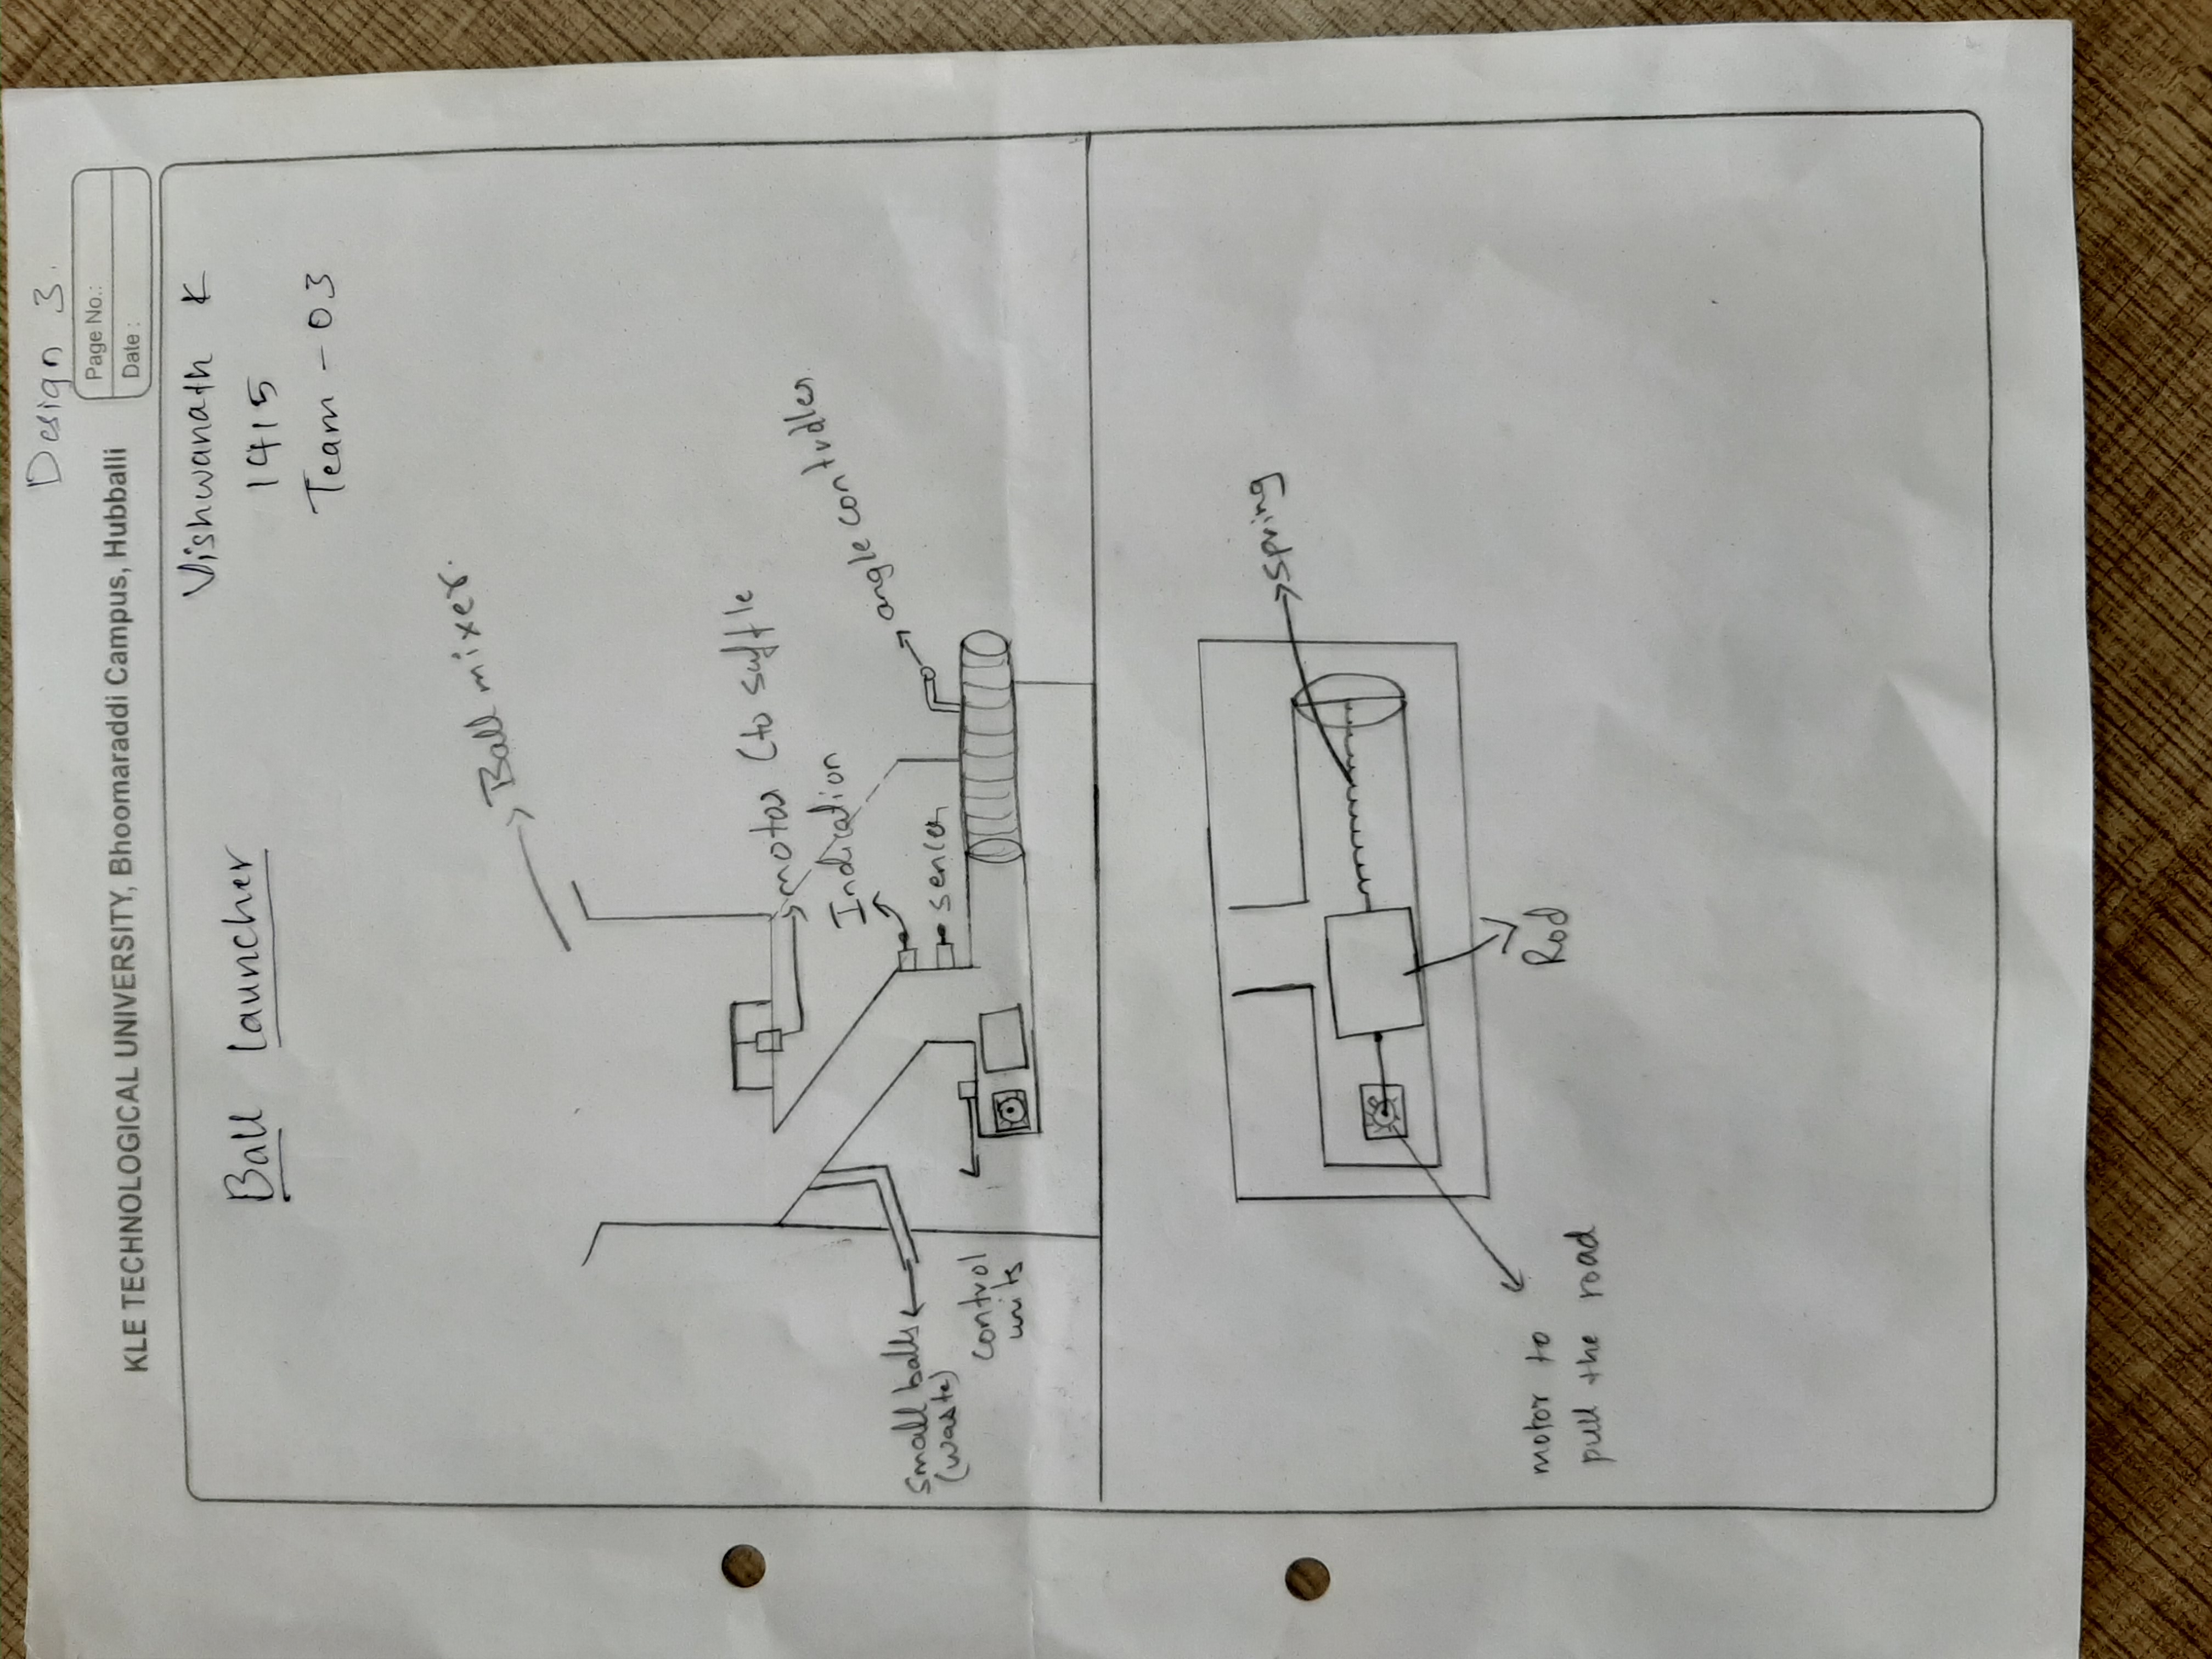 Design 3.
KLE TECHNOLOGICAL UNIVERSITY, Bhoomaraddi Campus, Hubballi
Page No.:
Date :
Vishwanath K
1415
Team - 03
Ball launcher
Ball mixer.
motor (to suffle
Indication
angle controller
small balls
(waste)
sencer
control
units
spring
motor to
pull the road
Rod